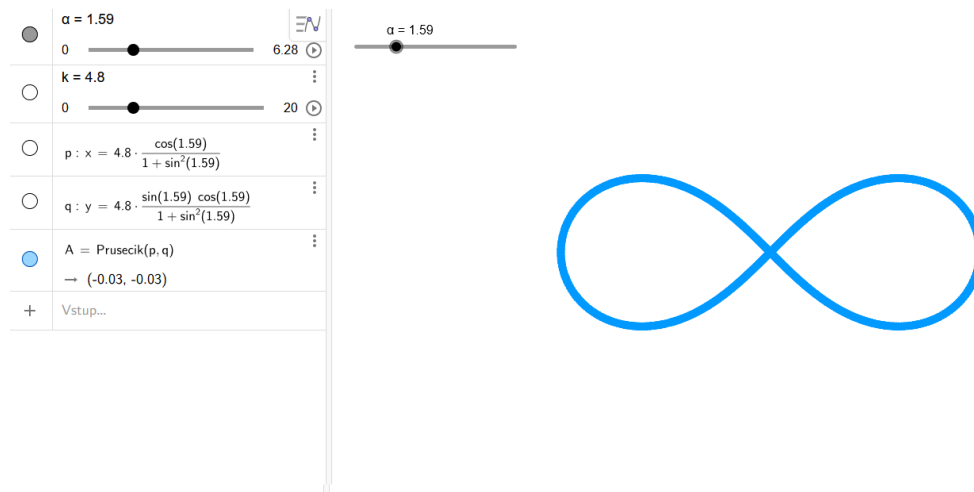 α = 1.59
0 6.28
k = 4.8
0 20
p : x = 4.8 · cos(1.59) / 1 + sin²(1.59)
q : y = 4.8 · sin(1.59) cos(1.59) / 1 + sin²(1.59)
A = Prusecik(p, q)
→ (-0.03, -0.03)
+ Vstup...
α = 1.59